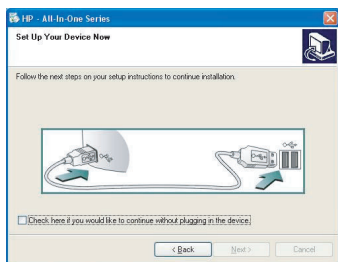 HP - All-In-One Series
Set Up Your Device Now
Follow the next steps on your setup instructions to continue installation.
Check here if you would like to continue without plugging in the device.
< Back
Next >
Cancel